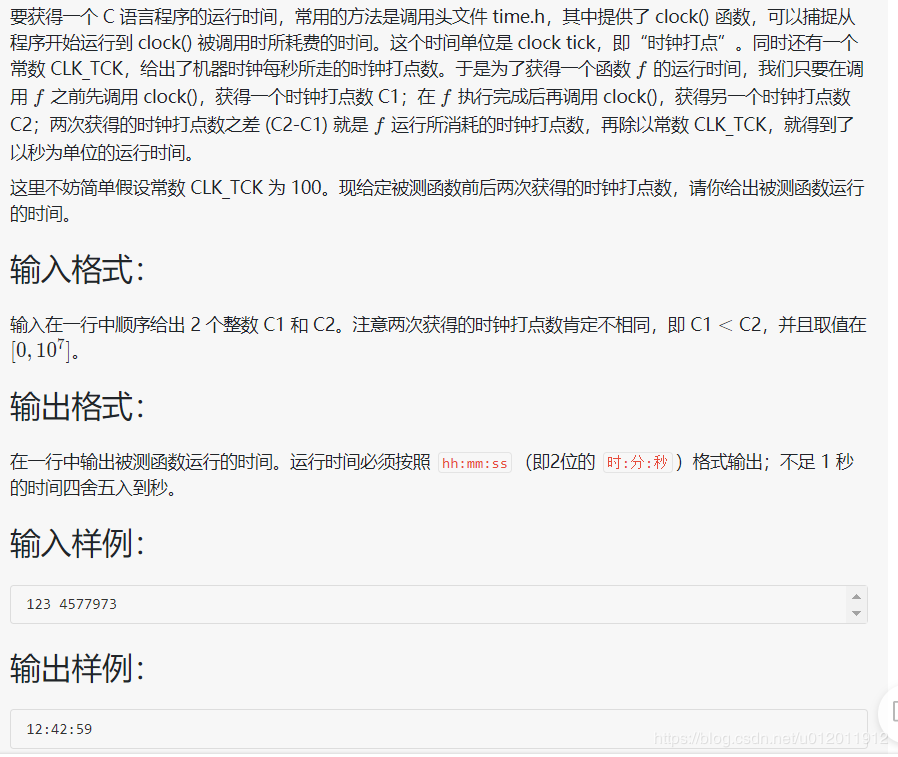 要获得一个 C 语言程序的运行时间，常用的方法是调用头文件 time.h，其中提供了 clock() 函数，可以捕捉从
程序开始运行到 clock() 被调用时所耗费的时间。这个时间单位是 clock tick，即“时钟打点”。同时还有一个
常数 CLK_TCK，给出了机器时钟每秒所走的时钟打点数。于是为了获得一个函数 f 的运行时间，我们只要在调
用 f 之前先调用 clock()，获得一个时钟打点数 C1；在 f 执行完成后再调用 clock()，获得另一个时钟打点数
C2；两次获得的时钟打点数之差 (C2-C1) 就是 f 运行所消耗的时钟打点数，再除以常数 CLK_TCK，就得到了
以秒为单位的运行时间。
这里不妨简单假设常数 CLK_TCK 为 100。现给定被测函数前后两次获得的时钟打点数，请你给出被测函数运行
的时间。
输入格式：
输入在一行中顺序给出 2 个整数 C1 和 C2。注意两次获得的时钟打点数肯定不相同，即 C1 < C2，并且取值在
[0, 10⁷]。
输出格式：
在一行中输出被测函数运行的时间。运行时间必须按照 hh:mm:ss （即2位的 时:分:秒 ）格式输出；不足 1 秒
的时间四舍五入到秒。
输入样例：
123 4577973
输出样例：
12:42:59
https://blog.csdn.net/u012011912